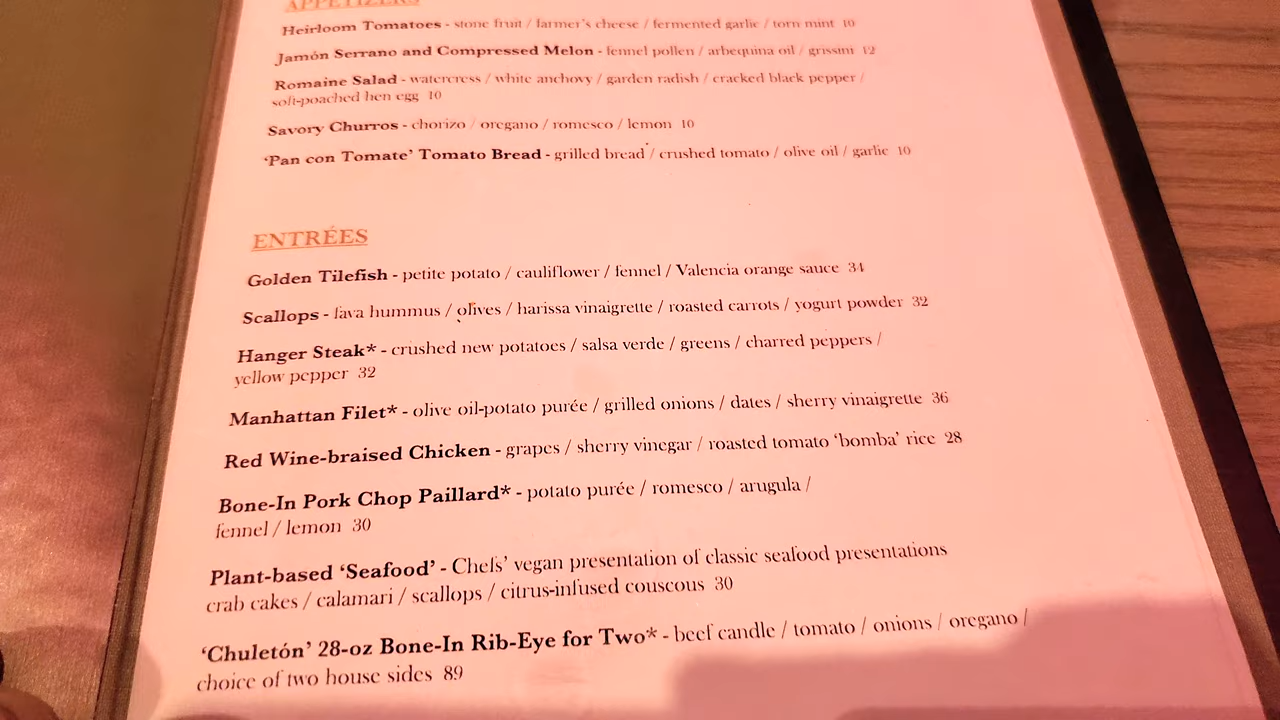 APPETIZERS
Heirloom Tomatoes - stone fruit / farmer's cheese / fermented garlic / torn mint 10
Jamón Serrano and Compressed Melon - fennel pollen / arbequina oil / grissini 12
Romaine Salad - watercress / white anchovy / garden radish / cracked black pepper /
soft-poached hen egg 10
Savory Churros - chorizo / oregano / romesco / lemon 10
‘Pan con Tomate’ Tomato Bread - grilled bread / crushed tomato / olive oil / garlic 10
ENTRÉES
Golden Tilefish - petite potato / cauliflower / fennel / Valencia orange sauce 34
Scallops - fava hummus / olives / harissa vinaigrette / roasted carrots / yogurt powder 32
Hanger Steak* - crushed new potatoes / salsa verde / greens / charred peppers /
yellow pepper 32
Manhattan Filet* - olive oil-potato purée / grilled onions / dates / sherry vinaigrette 36
Red Wine-braised Chicken - grapes / sherry vinegar / roasted tomato ‘bomba’ rice 28
Bone-In Pork Chop Paillard* - potato purée / romesco / arugula /
fennel / lemon 30
Plant-based ‘Seafood’ - Chefs’ vegan presentation of classic seafood presentations
crab cakes / calamari / scallops / citrus-infused couscous 30
‘Chuletón’ 28-oz Bone-In Rib-Eye for Two* - beef candle / tomato / onions / oregano /
choice of two house sides 89